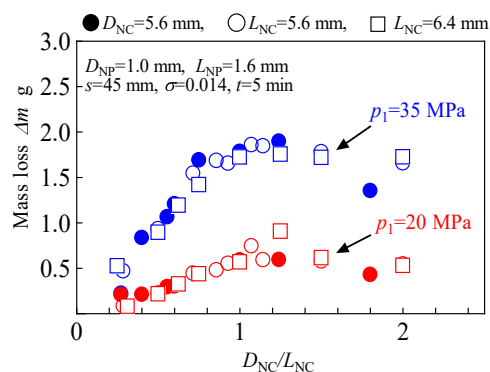 D_NC=5.6 mm, L_NC=5.6 mm, L_NC=6.4 mm
D_NP=1.0 mm, L_NP=1.6 mm
s=45 mm, σ=0.014, t=5 min
3.0
2.5
2.0
1.5
1.0
0.5
p₁=35 MPa
p₁=20 MPa
Mass loss Δm g
0 1 2
D_NC/L_NC